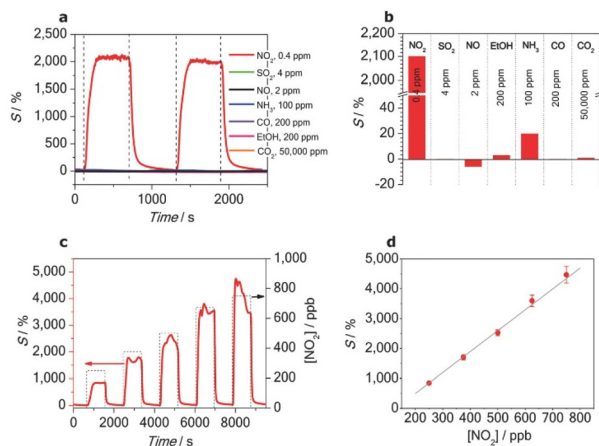 a
S / %
2,500
2,000
1,500
1,000
500
0
0
1000
2000
Time / s
NO₂, 0.4 ppm
SO₂, 4 ppm
NO, 2 ppm
NH₃, 100 ppm
CO, 200 ppm
EtOH, 200 ppm
CO₂, 50,000 ppm
b
S / %
2,200
2,100
2,000
40
20
0
-20
NO₂ SO₂ NO EtOH NH₃ CO CO₂
0.4 ppm
4 ppm
2 ppm
200 ppm
100 ppm
200 ppm
50,000 ppm
c
S / %
5,000
4,000
3,000
2,000
1,000
0
0 2000 4000 6000 8000
Time / s
1,000
800
600
400
200
0
[NO₂] / ppb
d
S / %
5,000
4,000
3,000
2,000
1,000
0
200 300 400 500 600 700 800
[NO₂] / ppb